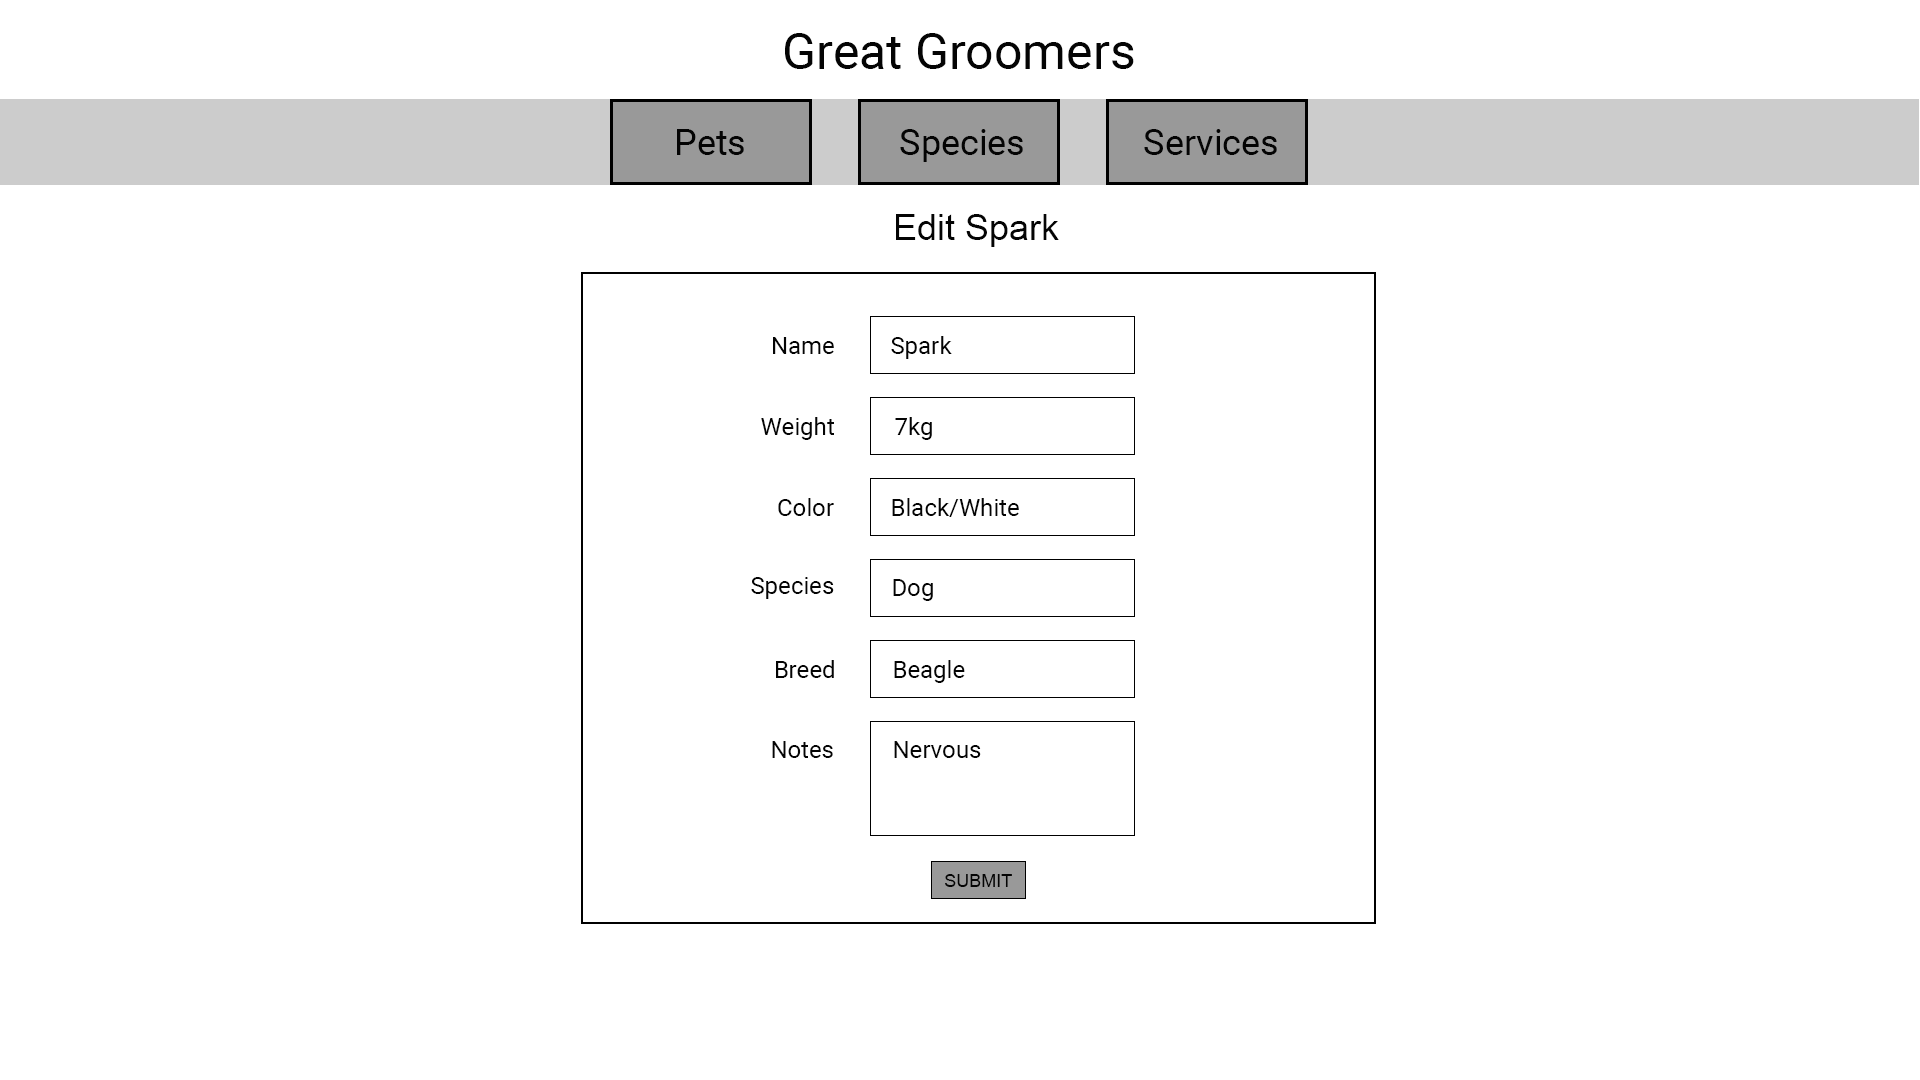 Great Groomers
Pets Species Services
Edit Spark
Name Spark
Weight 7kg
Color Black/White
Species Dog
Breed Beagle
Notes Nervous
SUBMIT